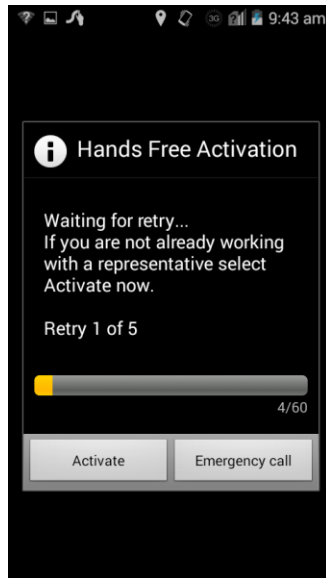 3G 9:43 am
Hands Free Activation
Waiting for retry...
If you are not already working
with a representative select
Activate now.
Retry 1 of 5
4/60
Activate Emergency call